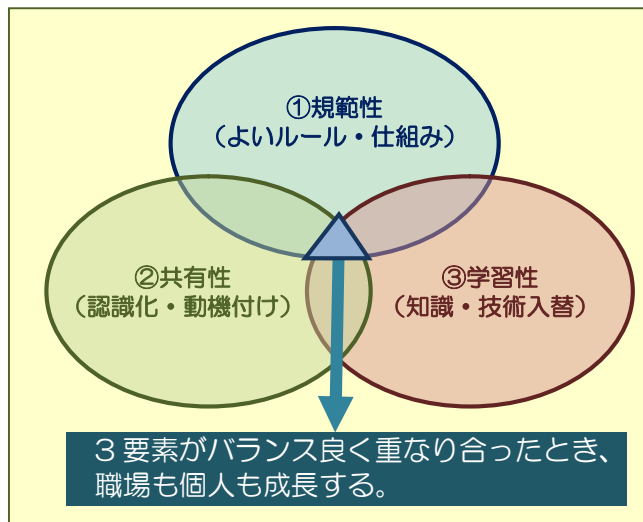 ①規範性
（よいルール・仕組み）
②共有性
（認識化・動機付け）
③学習性
（知識・技術入替）
３要素がバランス良く重なり合ったとき、
職場も個人も成長する。